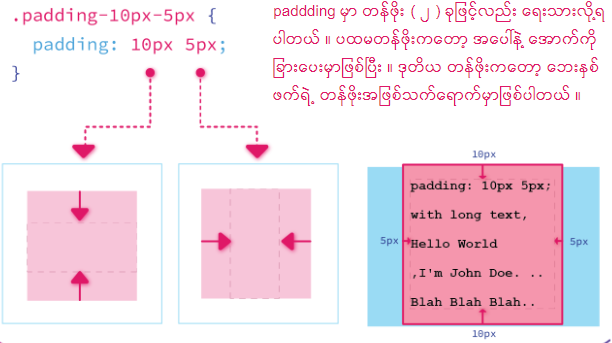 .padding-10px-5px {
padding: 10px 5px;
}
paddding မှာ တန်ဖိုး ( ၂ ) ခုဖြင့်လည်း ရေးသားလို့ရ
ပါတယ် ။ ပထမတန်ဖိုးကတော့ အပေါ်နဲ့ အောက်ကို
ခြားပေးမှာဖြစ်ပြီး ။ ဒုတိယ တန်ဖိုးကတော့ ဘေးနှစ်
ဖက်ရဲ့ တန်ဖိုးအဖြစ်သက်ရောက်မှာဖြစ်ပါတယ် ။
10px
padding: 10px 5px;
with long text,
5px Hello World 5px
,I'm John Doe. ..
Blah Blah Blah..
10px